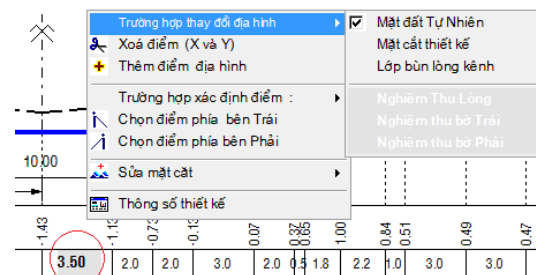 Trường hợp thay đổi địa hình
Xoá điểm (X và Y)
Thêm điểm địa hình
Trường hợp xác định điểm :
Chọn điểm phía bên Trái
Chọn điểm phía bên Phải
Sửa mặt cắt
Thông số thiết kế
Mặt đất Tự Nhiên
Mặt cắt thiết kế
Lớp bùn lòng kênh
Nghiệm Thu Lòng
Nghiệm thu bờ Trái
Nghiệm thu bờ Phải
10.00
-1.43 -1.13 -0.73 -0.13 0.07 0.65 1.00 0.84 0.51 0.49 0.47
3.50 2.0 2.0 3.0 2.0 0.5 1.8 2.2 1.0 3.0 3.0